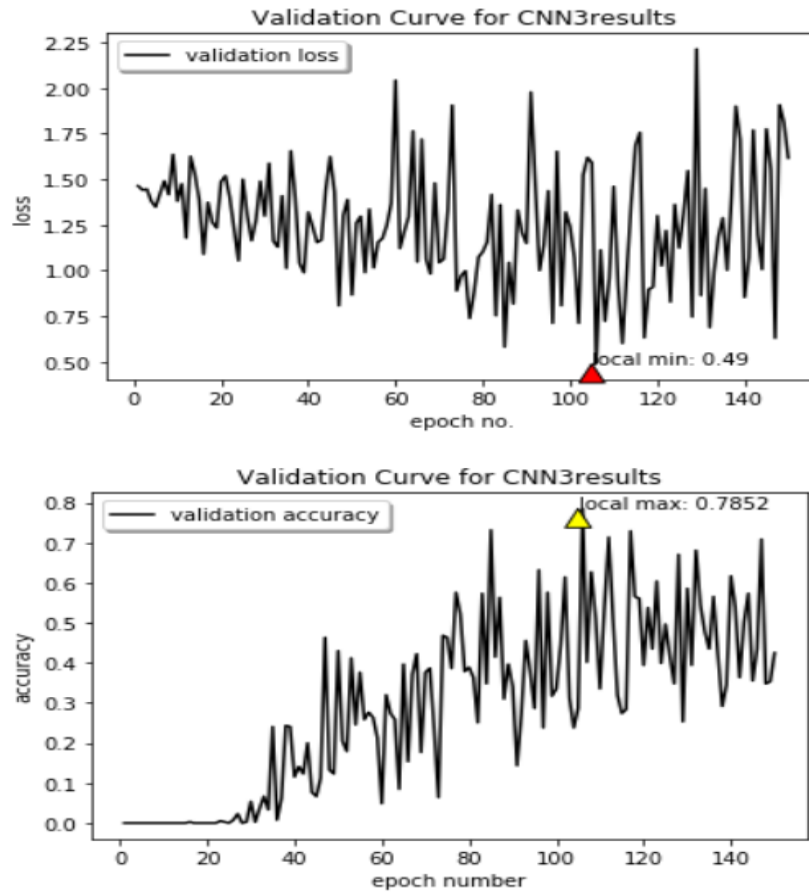 Validation Curve for CNN3results
validation loss
2.25
2.00
1.75
1.50
1.25
1.00
0.75
0.50
loss
local min: 0.49
0 20 40 60 80 100 120 140
epoch no.
Validation Curve for CNN3results
validation accuracy
local max: 0.7852
0.8
0.7
0.6
0.5
0.4
0.3
0.2
0.1
0.0
accuracy
0 20 40 60 80 100 120 140
epoch number